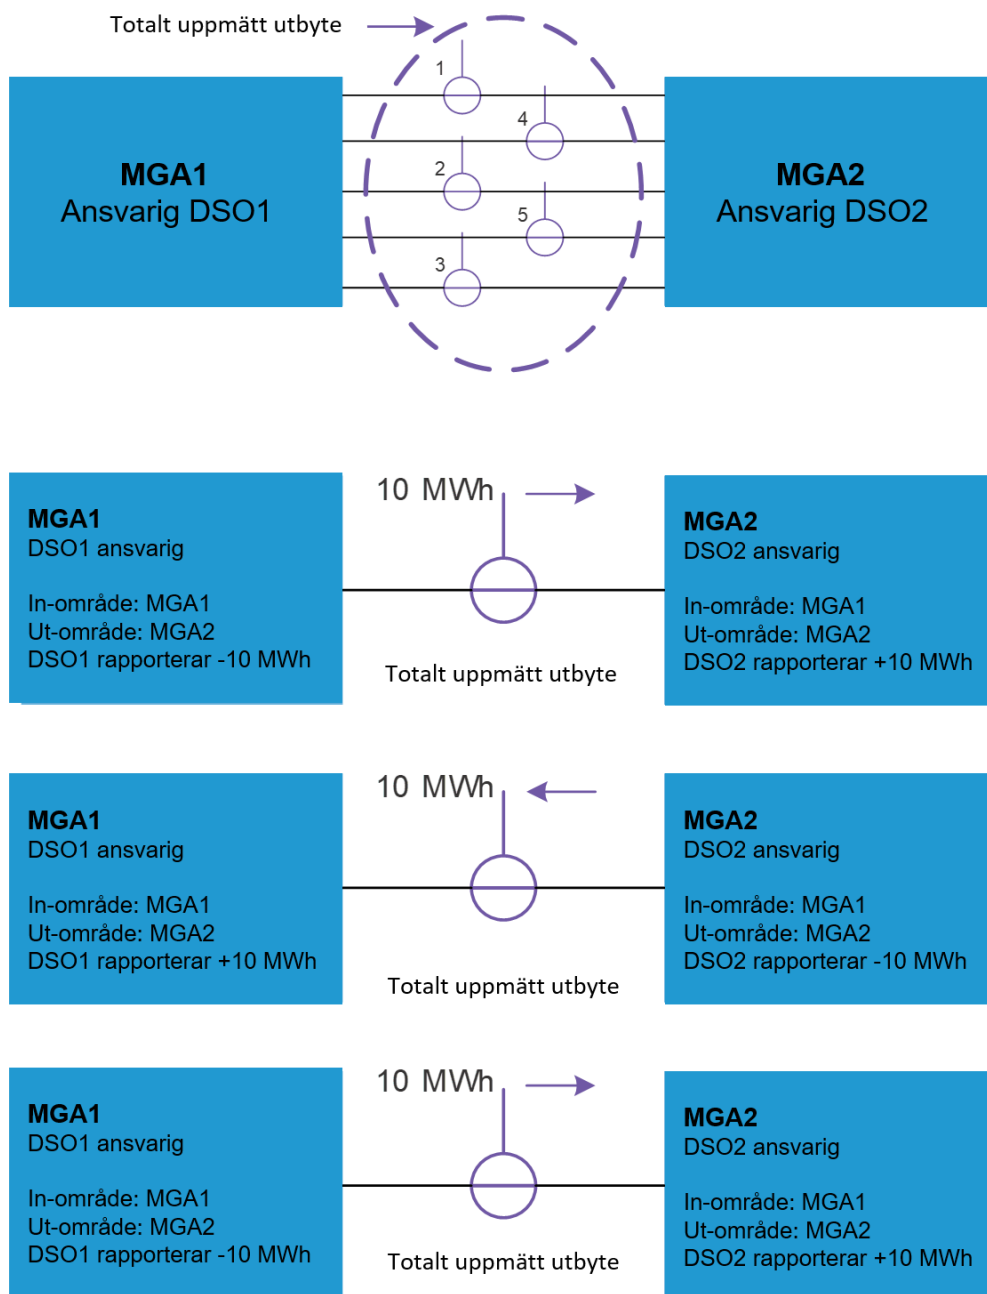 Totalt uppmätt utbyte
1
4
2
5
3
MGA1
Ansvarig DSO1
MGA2
Ansvarig DSO2
10 MWh
MGA1
DSO1 ansvarig
In-område: MGA1
Ut-område: MGA2
DSO1 rapporterar -10 MWh
Totalt uppmätt utbyte
MGA2
DSO2 ansvarig
In-område: MGA1
Ut-område: MGA2
DSO2 rapporterar +10 MWh
10 MWh
MGA1
DSO1 ansvarig
In-område: MGA1
Ut-område: MGA2
DSO1 rapporterar +10 MWh
Totalt uppmätt utbyte
MGA2
DSO2 ansvarig
In-område: MGA1
Ut-område: MGA2
DSO2 rapporterar -10 MWh
10 MWh
MGA1
DSO1 ansvarig
In-område: MGA1
Ut-område: MGA2
DSO1 rapporterar -10 MWh
Totalt uppmätt utbyte
MGA2
DSO2 ansvarig
In-område: MGA1
Ut-område: MGA2
DSO2 rapporterar +10 MWh